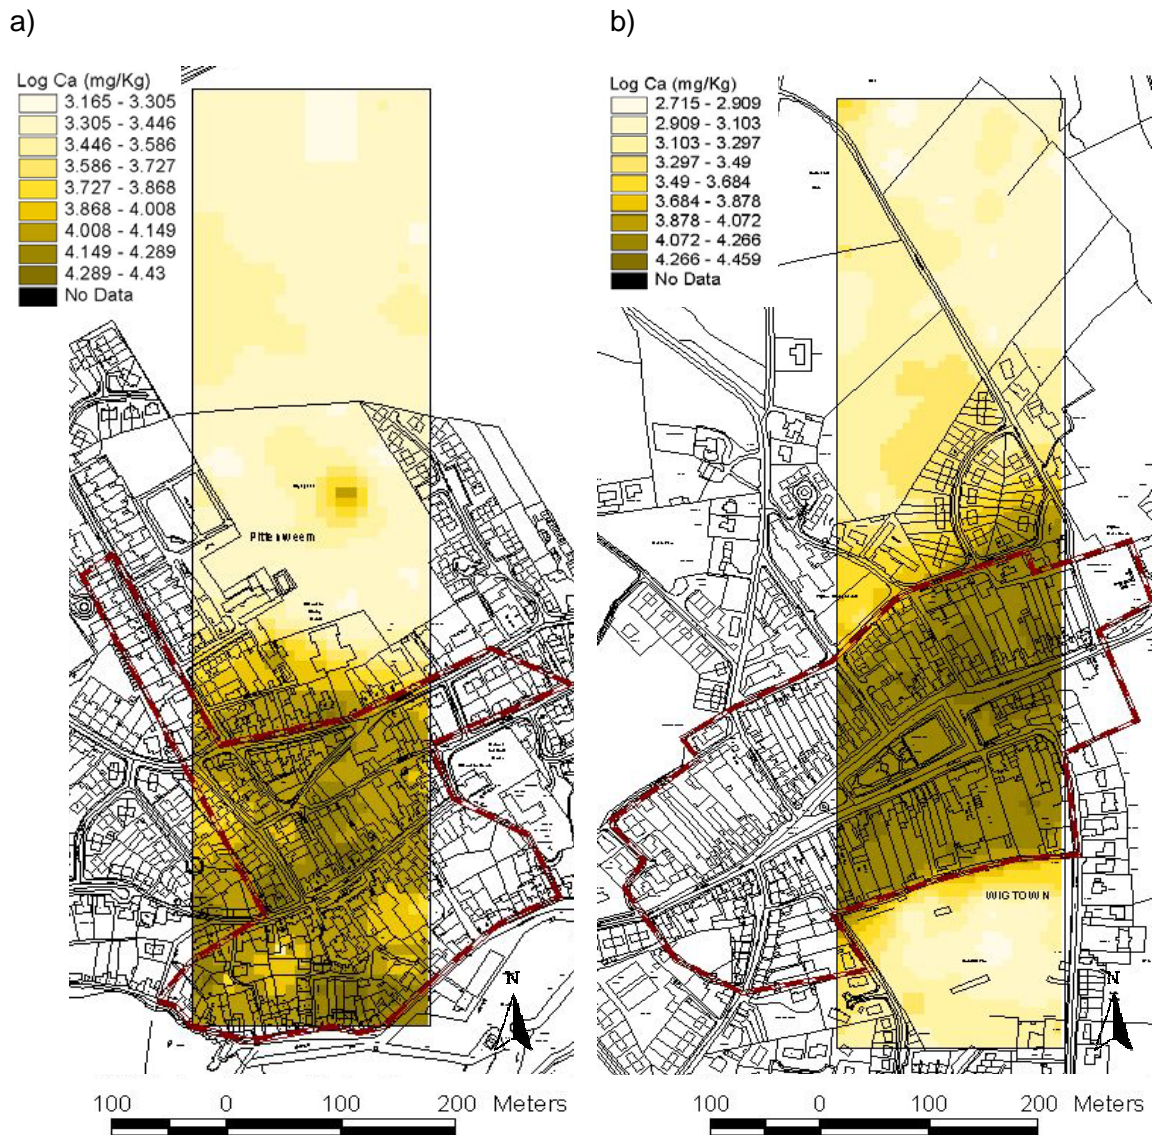 a)
b)
Log Ca (mg/Kg)
3.165 - 3.305
3.305 - 3.446
3.446 - 3.586
3.586 - 3.727
3.727 - 3.868
3.868 - 4.008
4.008 - 4.149
4.149 - 4.289
4.289 - 4.43
No Data
Log Ca (mg/Kg)
2.715 - 2.909
2.909 - 3.103
3.103 - 3.297
3.297 - 3.49
3.49 - 3.684
3.684 - 3.878
3.878 - 4.072
4.072 - 4.266
4.266 - 4.459
No Data
Pittenweem
WIGTOWN
N
N
100 0 100 200 Meters
100 0 100 200 Meters